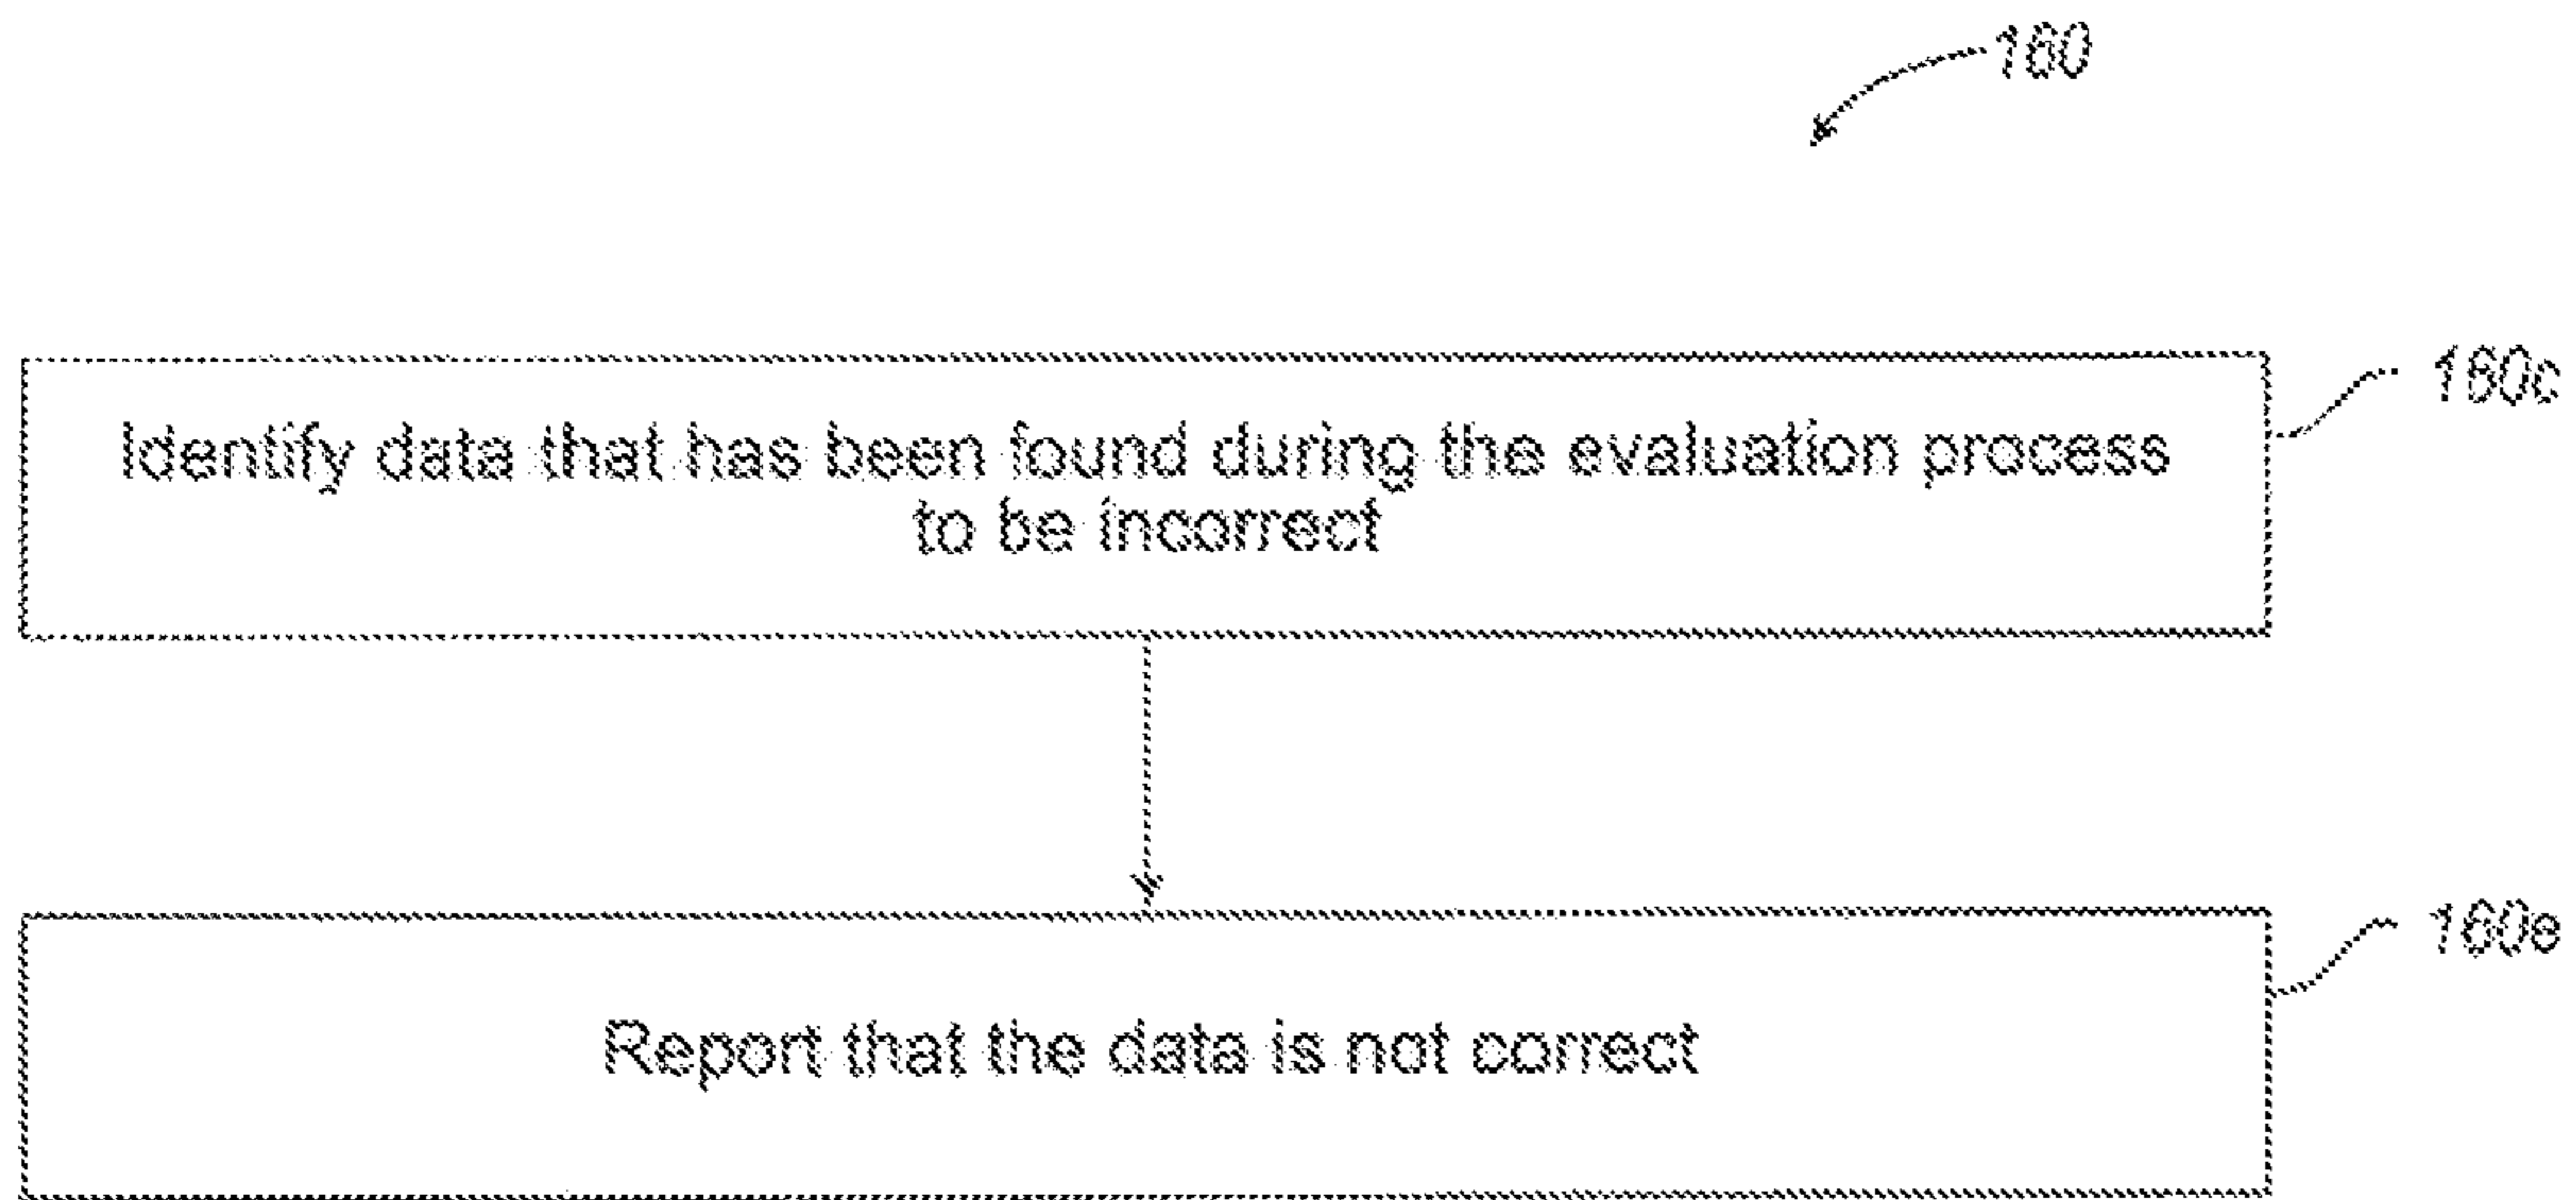 160
160c
Identify data that has been found during the evaluation process
to be incorrect
160e
Report that the data is not correct